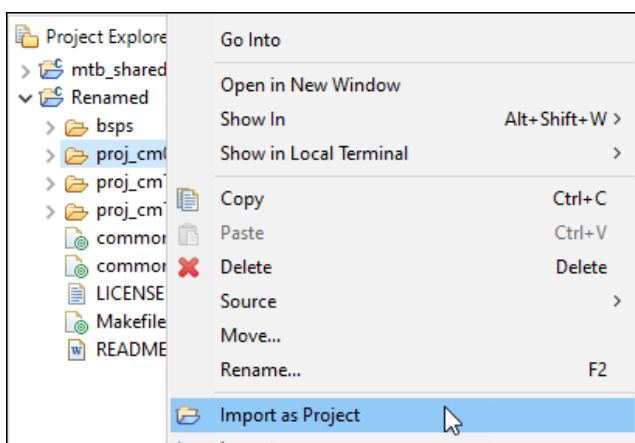 Project Explore
mtb_shared
Renamed
bsps
proj_cm
proj_cm
proj_cm
common
common
LICENSE
Makefile
README
Go Into
Open in New Window
Show In Alt+Shift+W >
Show in Local Terminal >
Copy Ctrl+C
Paste Ctrl+V
Delete Delete
Source >
Move...
Rename... F2
Import as Project